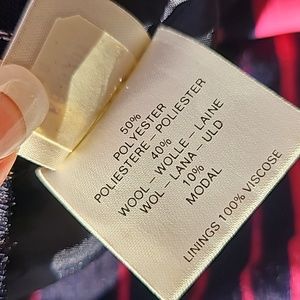 50%
POLYESTER
POLIESTERE – POLIESTER
40%
WOOL – WOLLE – LAINE
WOL – LANA – ULD
10%
MODAL
LININGS 100% VISCOSE